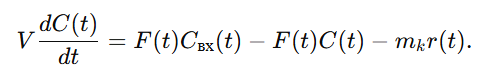 V dC(t)/dt = F(t)C_вх(t) − F(t)C(t) − m_k r(t).